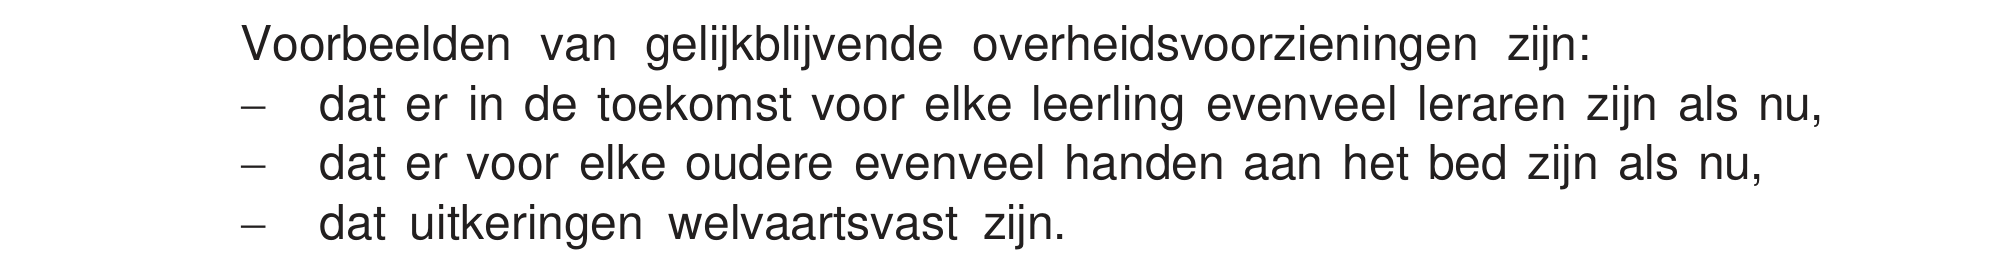 Voorbeelden van gelijkblijvende overheidsvoorzieningen zijn:
– dat er in de toekomst voor elke leerling evenveel leraren zijn als nu,
– dat er voor elke oudere evenveel handen aan het bed zijn als nu,
– dat uitkeringen welvaartsvast zijn.